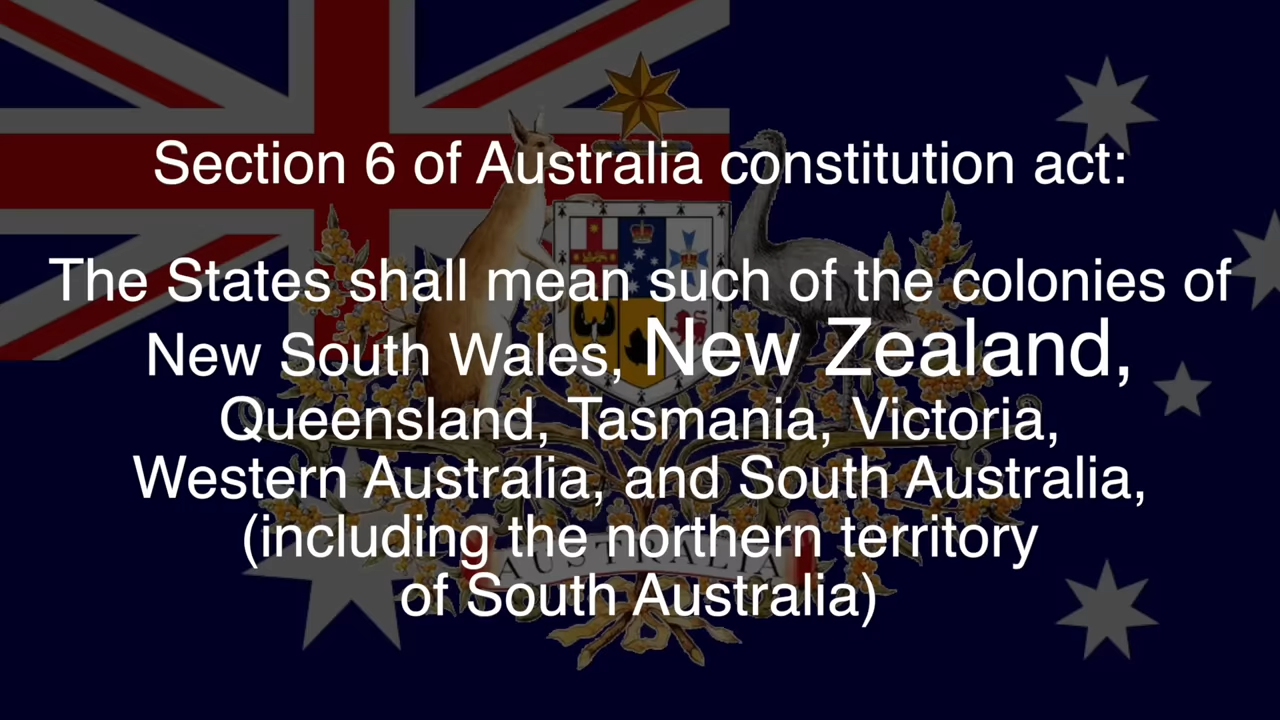 Section 6 of Australia constitution act:
The States shall mean such of the colonies of
New South Wales, New Zealand,
Queensland, Tasmania, Victoria,
Western Australia, and South Australia,
(including the northern territory
of South Australia)
AUSTRALIA